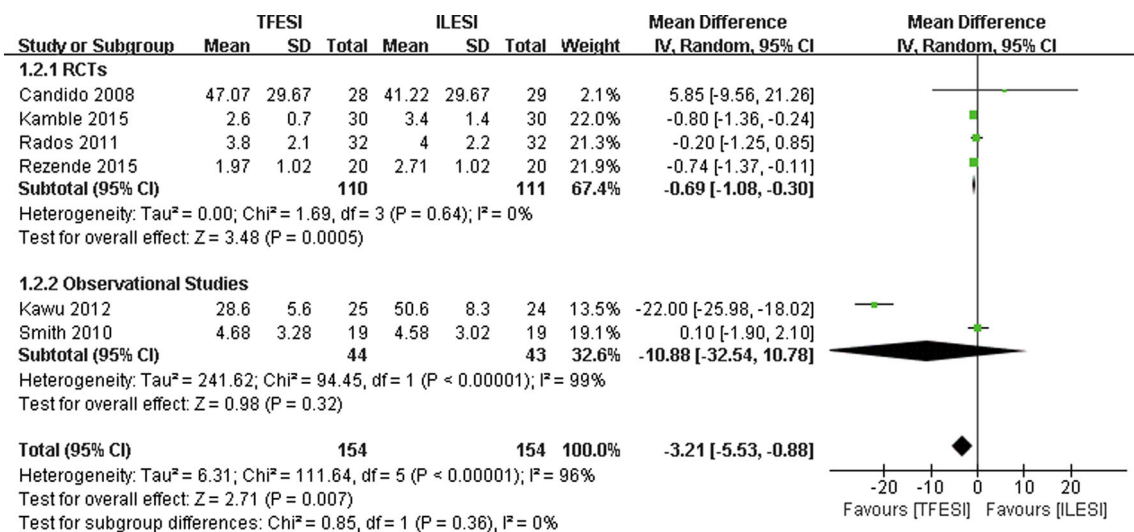 TFESI ILESI Mean Difference Mean Difference
Study or Subgroup Mean SD Total Mean SD Total Weight IV, Random, 95% CI IV, Random, 95% CI
1.2.1 RCTs
Candido 2008 47.07 29.67 28 41.22 29.67 29 2.1% 5.85 [-9.56, 21.26]
Kamble 2015 2.6 0.7 30 3.4 1.4 30 22.0% -0.80 [-1.36, -0.24]
Rados 2011 3.8 2.1 32 4 2.2 32 21.3% -0.20 [-1.25, 0.85]
Rezende 2015 1.97 1.02 20 2.71 1.02 20 21.9% -0.74 [-1.37, -0.11]
Subtotal (95% CI) 110 111 67.4% -0.69 [-1.08, -0.30]
Heterogeneity: Tau² = 0.00; Chi² = 1.69, df = 3 (P = 0.64); I² = 0%
Test for overall effect: Z = 3.48 (P = 0.0005)
1.2.2 Observational Studies
Kawu 2012 28.6 5.6 25 50.6 8.3 24 13.5% -22.00 [-25.98, -18.02]
Smith 2010 4.68 3.28 19 4.58 3.02 19 19.1% 0.10 [-1.90, 2.10]
Subtotal (95% CI) 44 43 32.6% -10.88 [-32.54, 10.78]
Heterogeneity: Tau² = 241.62; Chi² = 94.45, df = 1 (P < 0.00001); I² = 99%
Test for overall effect: Z = 0.98 (P = 0.32)
Total (95% CI) 154 154 100.0% -3.21 [-5.53, -0.88]
Heterogeneity: Tau² = 6.31; Chi² = 111.64, df = 5 (P < 0.00001); I² = 96%
Test for overall effect: Z = 2.71 (P = 0.007)
Test for subgroup differences: Chi² = 0.85, df = 1 (P = 0.36), I² = 0%
-20 -10 0 10 20
Favours [TFESI] Favours [ILESI]